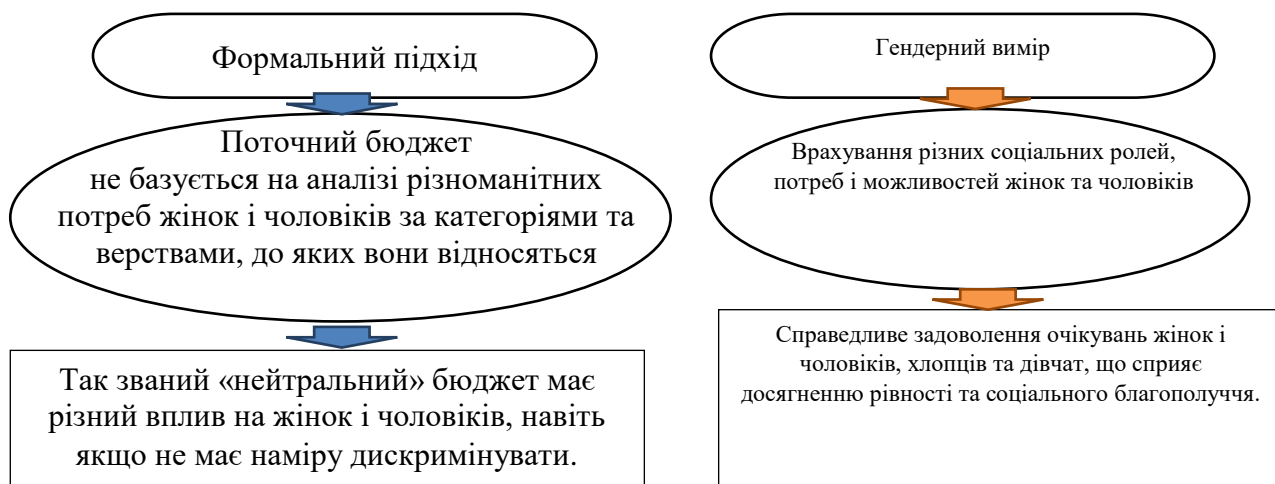 Формальний підхід
Поточний бюджет
не базується на аналізі різноманітних
потреб жінок і чоловіків за категоріями та
верствами, до яких вони відносяться
Так званий «нейтральний» бюджет має
різний вплив на жінок і чоловіків, навіть
якщо не має наміру дискримінувати.
Гендерний вимір
Врахування різних соціальних ролей,
потреб і можливостей жінок та чоловіків
Справедливе задоволення очікувань жінок і
чоловіків, хлопців та дівчат, що сприяє
досягненню рівності та соціального благополуччя.